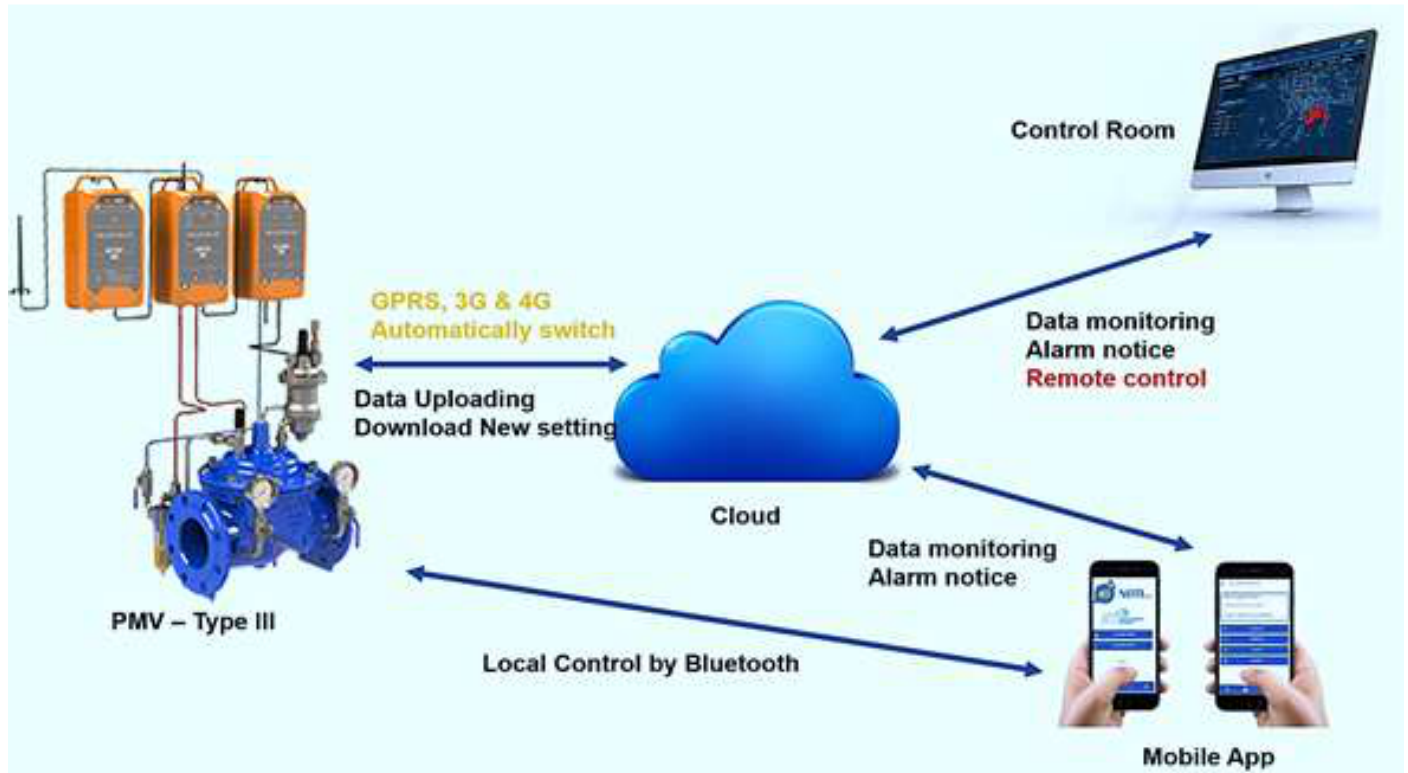 Control Room
GPRS, 3G & 4G
Automatically switch
Data Uploading
Download New setting
Data monitoring
Alarm notice
Remote control
Cloud
Data monitoring
Alarm notice
PMV – Type III
Local Control by Bluetooth
Mobile App